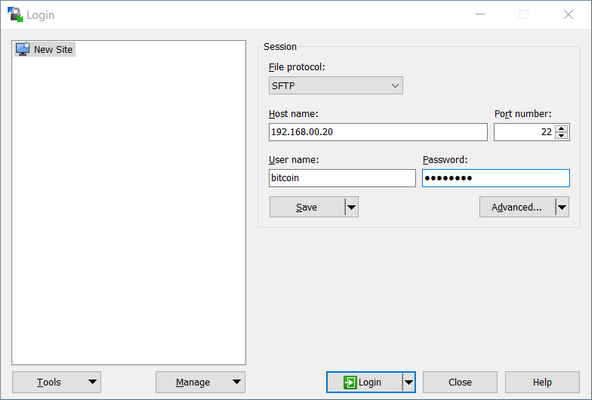 Login
New Site
Session
File protocol:
SFTP
Host name:
Port number:
192.168.00.20
22
User name:
Password:
bitcoin
●●●●●●●●
Save
Advanced...
Tools
Manage
Login
Close
Help